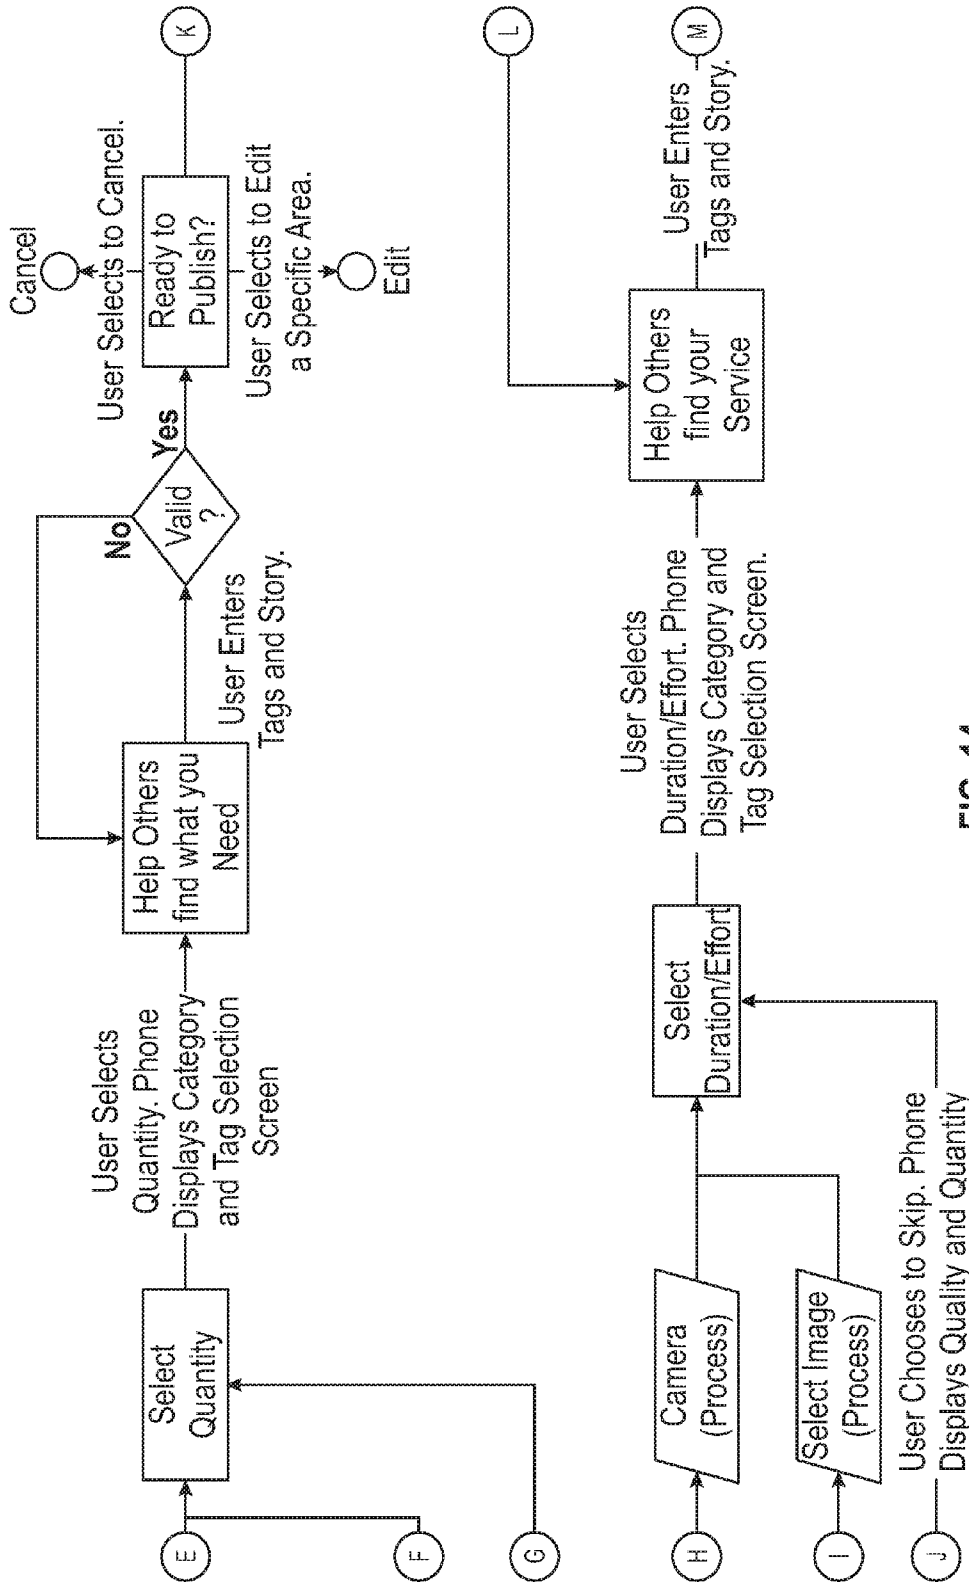 Cancel
User Selects to Cancel.
E
F
G
Select
Quantity
User Selects
Quantity. Phone
Displays Category
and Tag Selection
Screen
Help Others
find what you
Need
User Enters
Tags and Story.
No
Valid
?
Yes
Ready to
Publish?
User Selects to Edit
a Specific Area.
Edit
K
L
H
Camera
(Process)
I
Select Image
(Process)
J
User Chooses to Skip. Phone
Displays Quality and Quantity
Select
Duration/Effort
User Selects
Duration/Effort. Phone
Displays Category and
Tag Selection Screen.
Help Others
find your
Service
User Enters
Tags and Story.
M